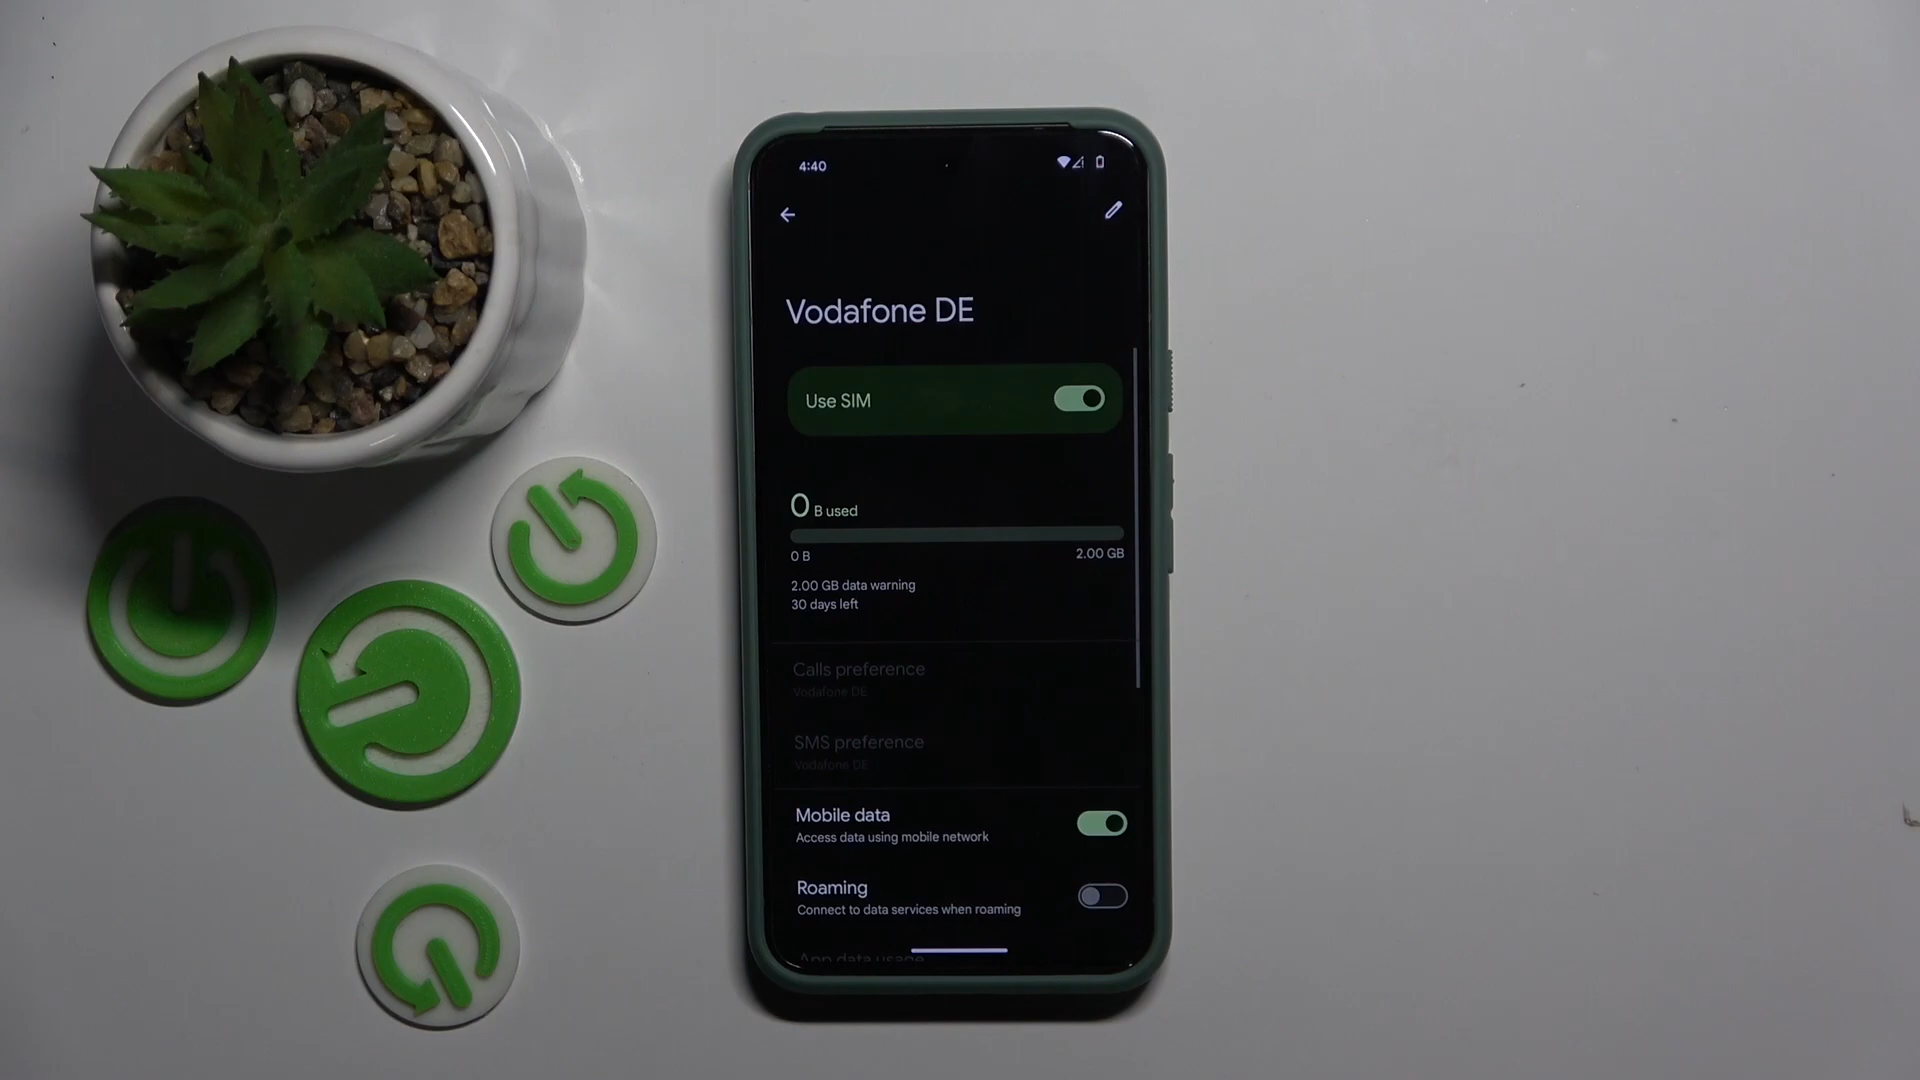 4:40
Vodafone DE
Use SIM
0 B used
0 B
2.00 GB
2.00 GB data warning
30 days left
Calls preference
Vodafone DE
SMS preference
Vodafone DE
Mobile data
Access data using mobile network
Roaming
Connect to data services when roaming
App data usage